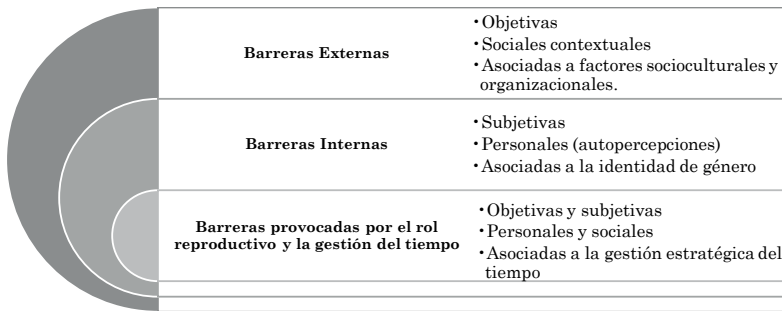 Barreras Externas
• Objetivas
• Sociales contextuales
• Asociadas a factores socioculturales y
organizacionales.
Barreras Internas
• Subjetivas
• Personales (autopercepciones)
• Asociadas a la identidad de género
Barreras provocadas por el rol
reproductivo y la gestión del tiempo
• Objetivas y subjetivas
• Personales y sociales
• Asociadas a la gestión estratégica del
tiempo